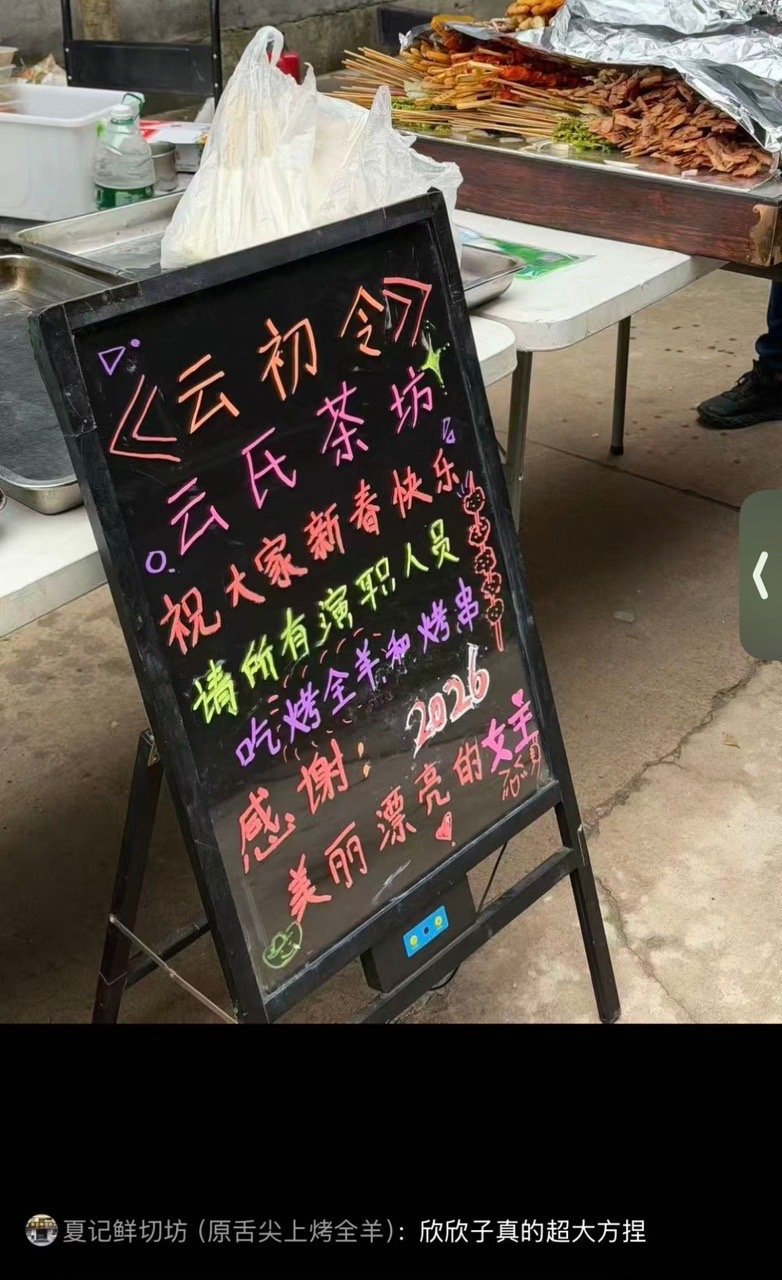 《云初令》
云氏茶坊
祝大家新春快乐
请所有演职人员
吃烤全羊和烤串
感谢: 2026
美丽漂亮的女主
夏记鲜切坊 (原舌尖上烤全羊): 欣欣子真的超大方捏